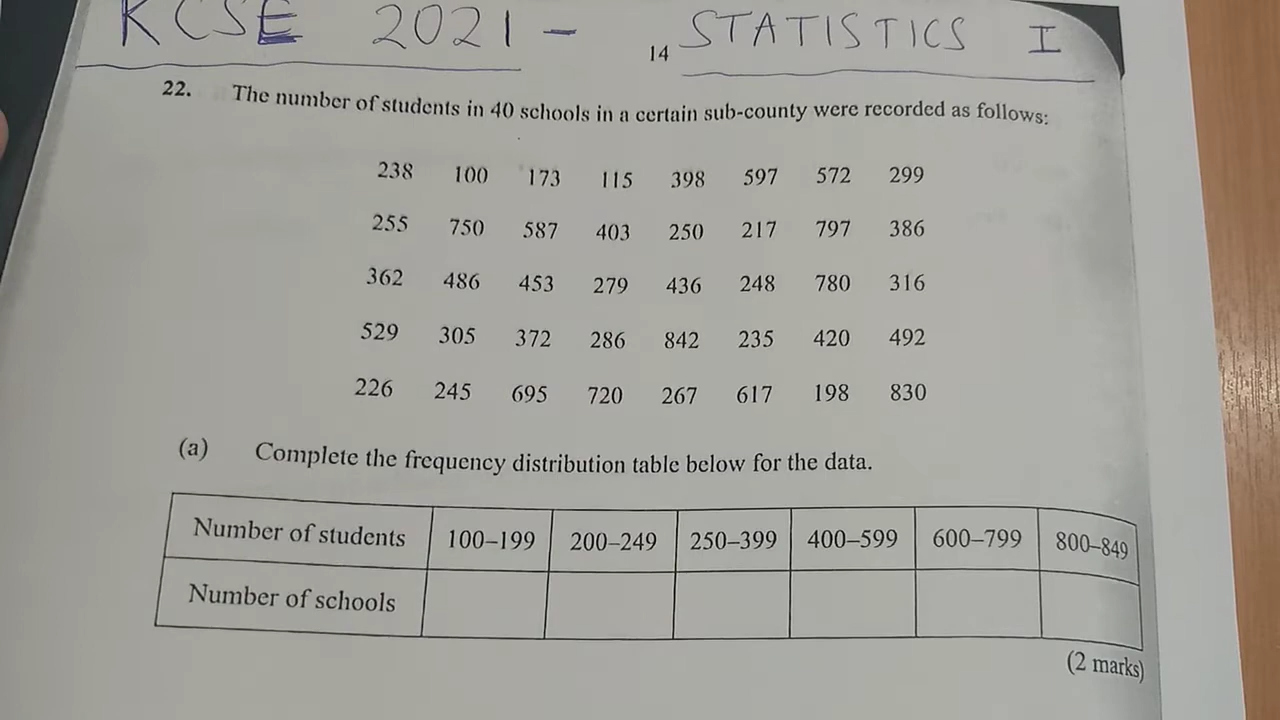 KCSE 2021 - STATISTICS I
14
22. The number of students in 40 schools in a certain sub-county were recorded as follows:
238 100 173 115 398 597 572 299
255 750 587 403 250 217 797 386
362 486 453 279 436 248 780 316
529 305 372 286 842 235 420 492
226 245 695 720 267 617 198 830
(a) Complete the frequency distribution table below for the data.
Number of students 100–199 200–249 250–399 400–599 600–799 800–849
Number of schools
(2 marks)